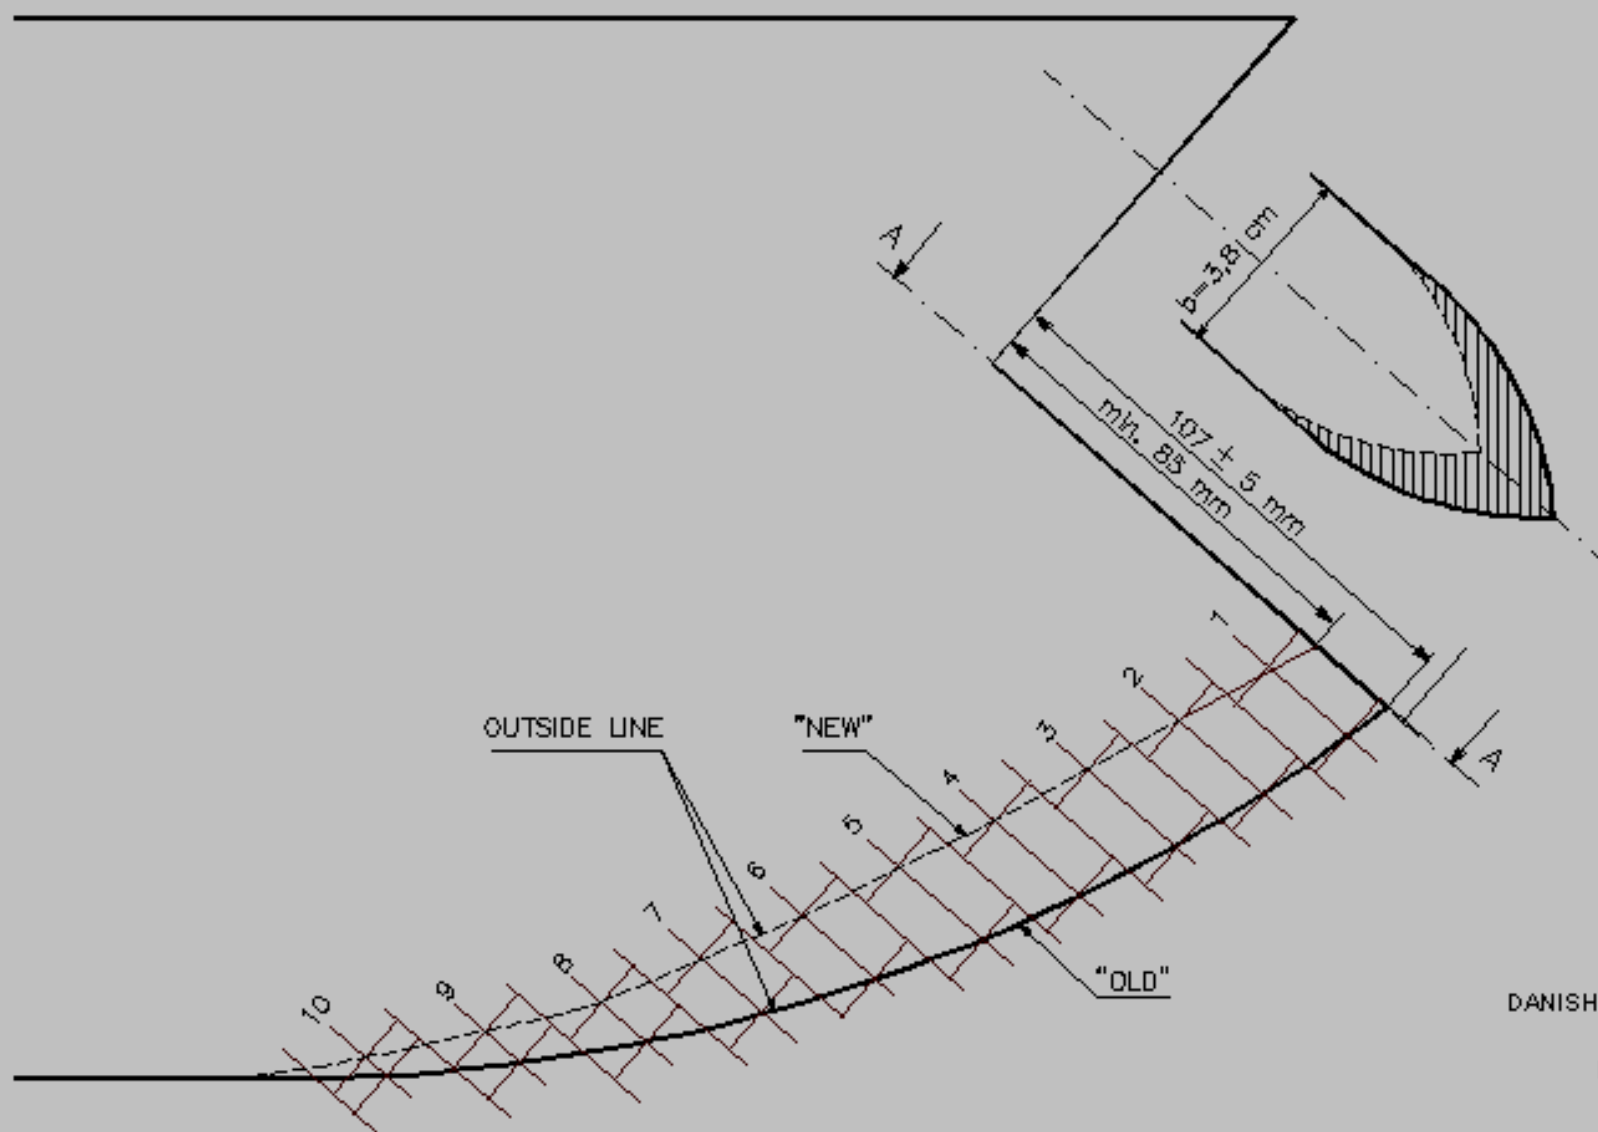 A
b=3,8 cm
107 ± 5 mm
min. 85 mm
1
2
3
4
5
6
7
8
9
10
OUTSIDE LINE
"NEW"
A
"OLD"
DANISH